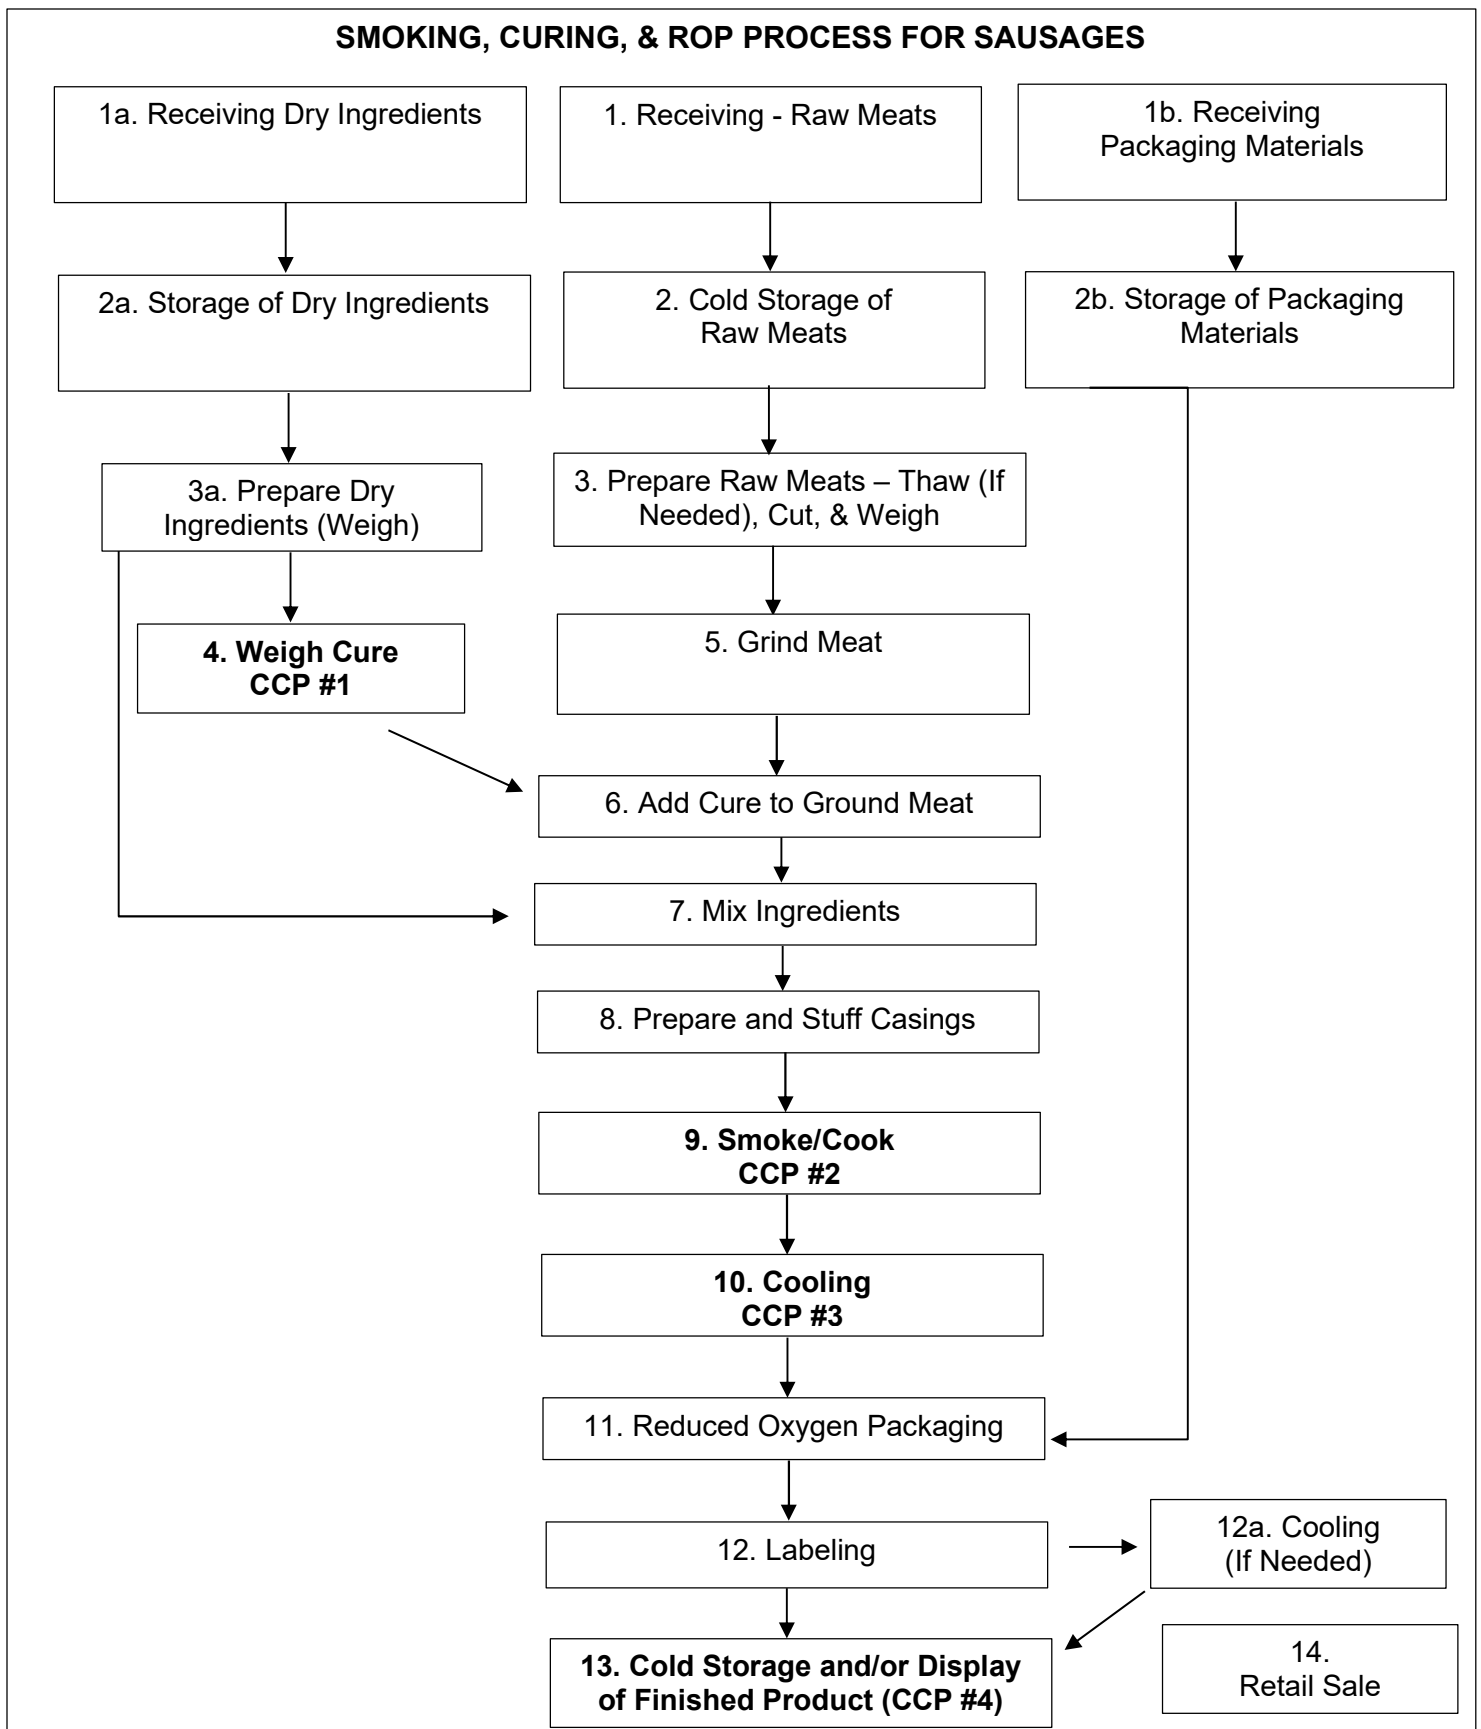 SMOKING, CURING, & ROP PROCESS FOR SAUSAGES
1a. Receiving Dry Ingredients
1. Receiving - Raw Meats
1b. Receiving
Packaging Materials
2a. Storage of Dry Ingredients
2. Cold Storage of
Raw Meats
2b. Storage of Packaging
Materials
3a. Prepare Dry
Ingredients (Weigh)
3. Prepare Raw Meats – Thaw (If
Needed), Cut, & Weigh
4. Weigh Cure
CCP #1
5. Grind Meat
6. Add Cure to Ground Meat
7. Mix Ingredients
8. Prepare and Stuff Casings
9. Smoke/Cook
CCP #2
10. Cooling
CCP #3
11. Reduced Oxygen Packaging
12. Labeling
12a. Cooling
(If Needed)
13. Cold Storage and/or Display
of Finished Product (CCP #4)
14.
Retail Sale